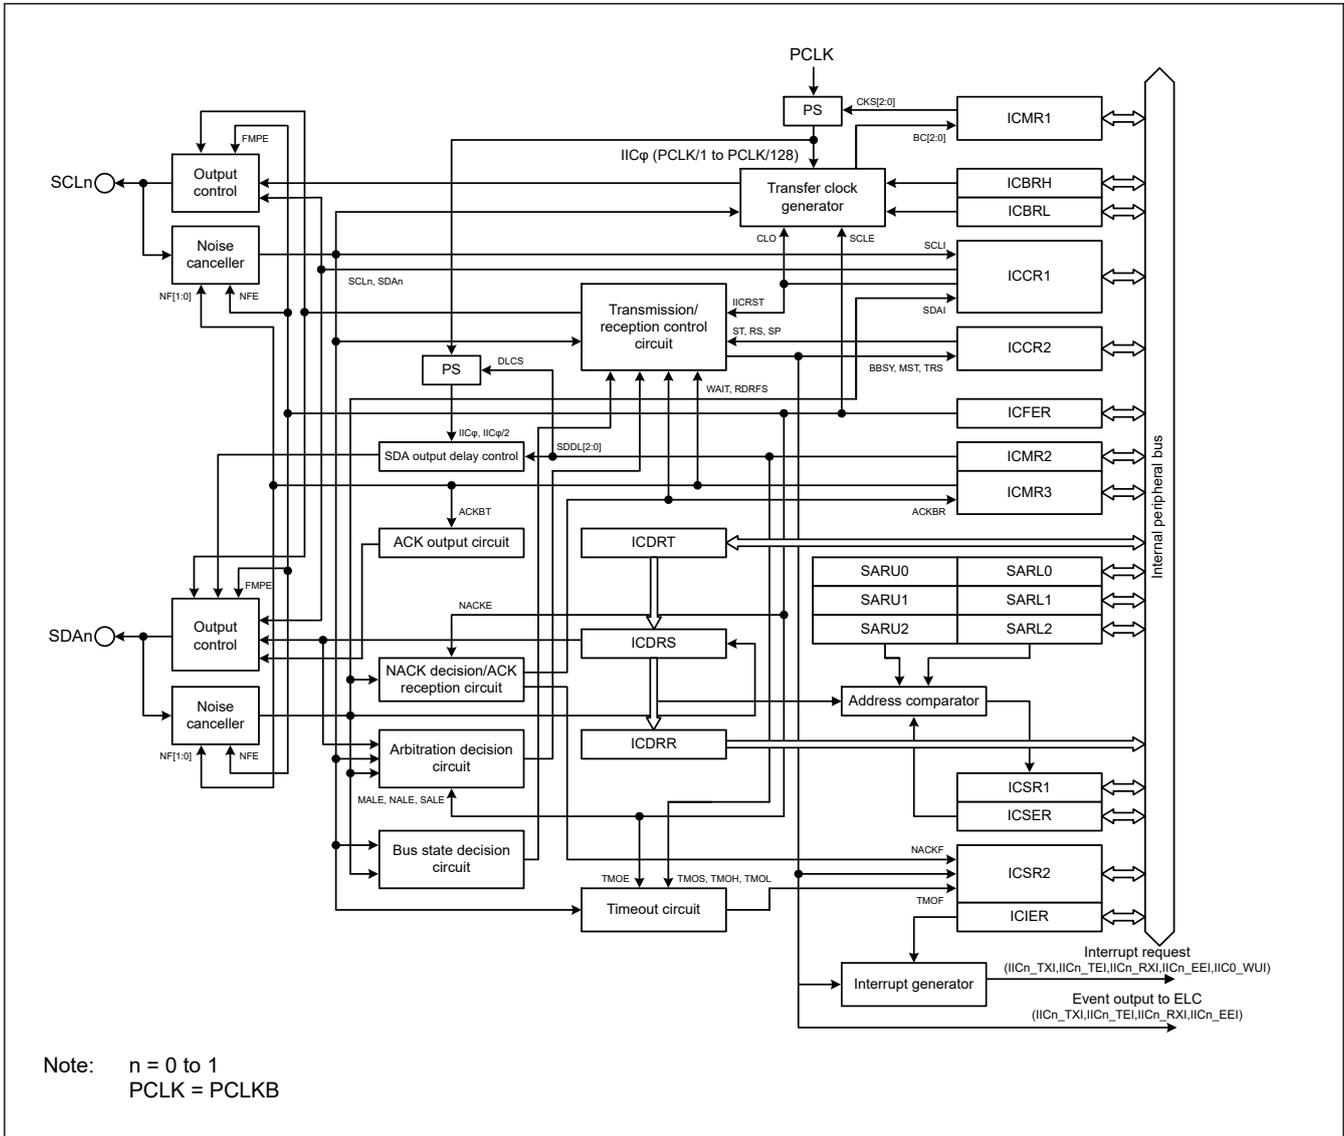 PCLK
PS
CKS[2:0]
ICMR1
BC[2:0]
FMPE
IICφ (PCLK/1 to PCLK/128)
SCLn
Output
control
Transfer clock
generator
ICBRH
ICBRL
Noise
canceller
CLO
SCLE
SCLI
ICCR1
SCLn, SDAn
NF[1:0]
NFE
Transmission/
reception control
circuit
IICRST
SDAI
ST, RS, SP
ICCR2
BBSY, MST, TRS
PS
DLCS
WAIT, RDRFS
ICFER
IICφ, IICφ/2
SDA output delay control
SDDL[2:0]
ICMR2
ICMR3
ACKBT
ACKBR
Internal peripheral bus
ACK output circuit
ICDRT
SARU0
SARL0
FMPE
SARU1
SARL1
NACKE
SDAn
Output
control
ICDRS
SARU2
SARL2
NACK decision/ACK
reception circuit
Address comparator
Noise
canceller
NF[1:0]
NFE
Arbitration decision
circuit
ICDRR
ICSR1
MALE, NALE, SALE
ICSER
Bus state decision
circuit
NACKF
ICSR2
TMOE
TMOS, TMOH, TMOL
TMOF
Timeout circuit
ICIER
Interrupt request
(IICn_TXI,IICn_TEI,IICn_RXI,IICn_EEI,IIC0_WUI)
Interrupt generator
Event output to ELC
(IICn_TXI,IICn_TEI,IICn_RXI,IICn_EEI)
Note: n = 0 to 1
PCLK = PCLKB